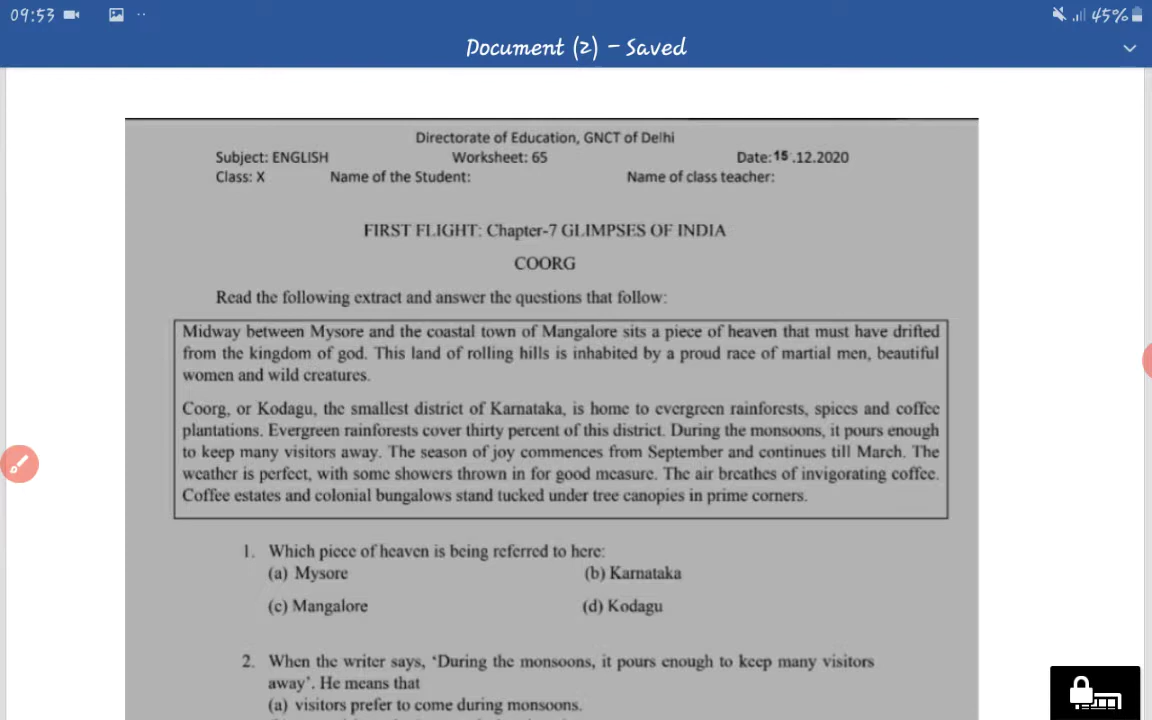 09:53
45%
Document (2) – Saved
Directorate of Education, GNCT of Delhi
Subject: ENGLISH Worksheet: 65 Date:15.12.2020
Class: X Name of the Student: Name of class teacher:
FIRST FLIGHT: Chapter-7 GLIMPSES OF INDIA
COORG
Read the following extract and answer the questions that follow:
Midway between Mysore and the coastal town of Mangalore sits a piece of heaven that must have drifted
from the kingdom of god. This land of rolling hills is inhabited by a proud race of martial men, beautiful
women and wild creatures.
Coorg, or Kodagu, the smallest district of Karnataka, is home to evergreen rainforests, spices and coffee
plantations. Evergreen rainforests cover thirty percent of this district. During the monsoons, it pours enough
to keep many visitors away. The season of joy commences from September and continues till March. The
weather is perfect, with some showers thrown in for good measure. The air breathes of invigorating coffee.
Coffee estates and colonial bungalows stand tucked under tree canopies in prime corners.
1. Which piece of heaven is being referred to here:
(a) Mysore (b) Karnataka
(c) Mangalore (d) Kodagu
2. When the writer says, ‘During the monsoons, it pours enough to keep many visitors
away’. He means that
(a) visitors prefer to come during monsoons.